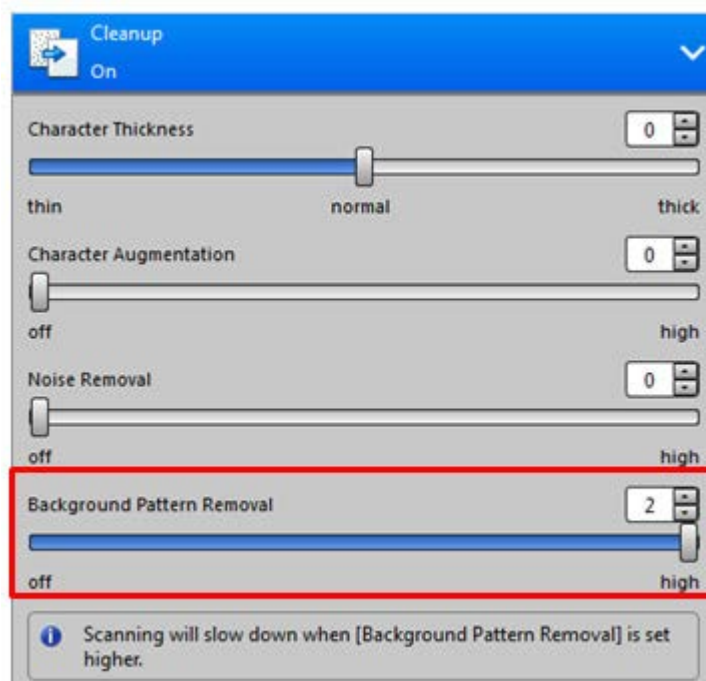 Cleanup
On
Character Thickness 0
thin normal thick
Character Augmentation 0
off high
Noise Removal 0
off high
Background Pattern Removal 2
off high
Scanning will slow down when [Background Pattern Removal] is set
higher.